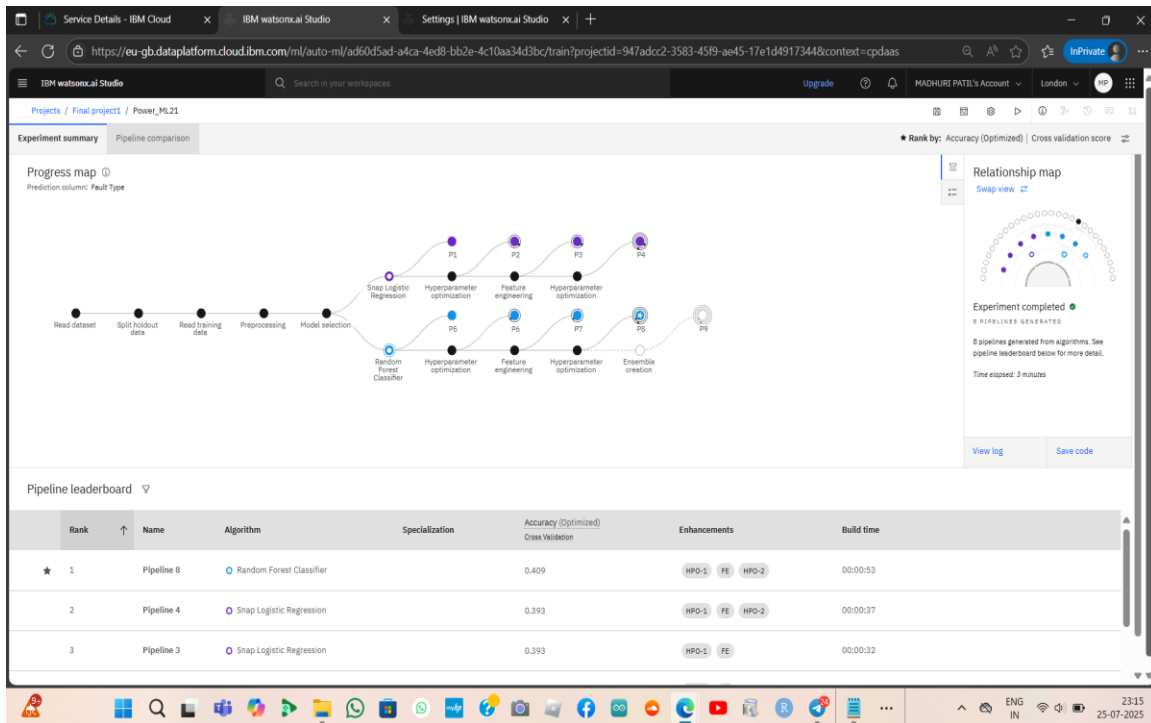 Service Details - IBM Cloud
IBM watsonx.ai Studio
Settings | IBM watsonx.ai Studio
https://eu-gb.dataplatform.cloud.ibm.com/ml/auto-ml/ad60d5ad-a4ca-4ed8-bb2e-4c10aa34d3bc/train?projectid=947adcc2-3583-45f9-ae45-17e1d4917344&context=cpdaas
InPrivate
IBM watsonx.ai Studio
Search in your workspaces
Upgrade
MADHURI PATIL's Account
London
MP
Projects / Final project1 / Power_ML21
Experiment summary
Pipeline comparison
Rank by: Accuracy (Optimized) | Cross validation score
Progress map
Prediction column: Fault Type
Relationship map
Swap view
P1
P2
P3
P4
Snap Logistic Regression
Hyperparameter optimization
Feature engineering
Hyperparameter optimization
Read dataset
Split holdout data
Read training data
Preprocessing
Model selection
P5
P6
P7
P8
P9
Random Forest Classifier
Hyperparameter optimization
Feature engineering
Hyperparameter optimization
Ensemble creation
Experiment completed
8 PIPELINES GENERATED
8 pipelines generated from algorithms. See
pipeline leaderboard below for more detail.
Time elapsed: 3 minutes
View log
Save code
Pipeline leaderboard
Rank
Name
Algorithm
Specialization
Accuracy (Optimized)
Cross Validation
Enhancements
Build time
1 Pipeline 8 Random Forest Classifier 0.409 HPO-1 FE HPO-2 00:00:53
2 Pipeline 4 Snap Logistic Regression 0.393 HPO-1 FE HPO-2 00:00:37
3 Pipeline 3 Snap Logistic Regression 0.393 HPO-1 FE 00:00:32
9+
ENG
IN
23:15
25-07-2025